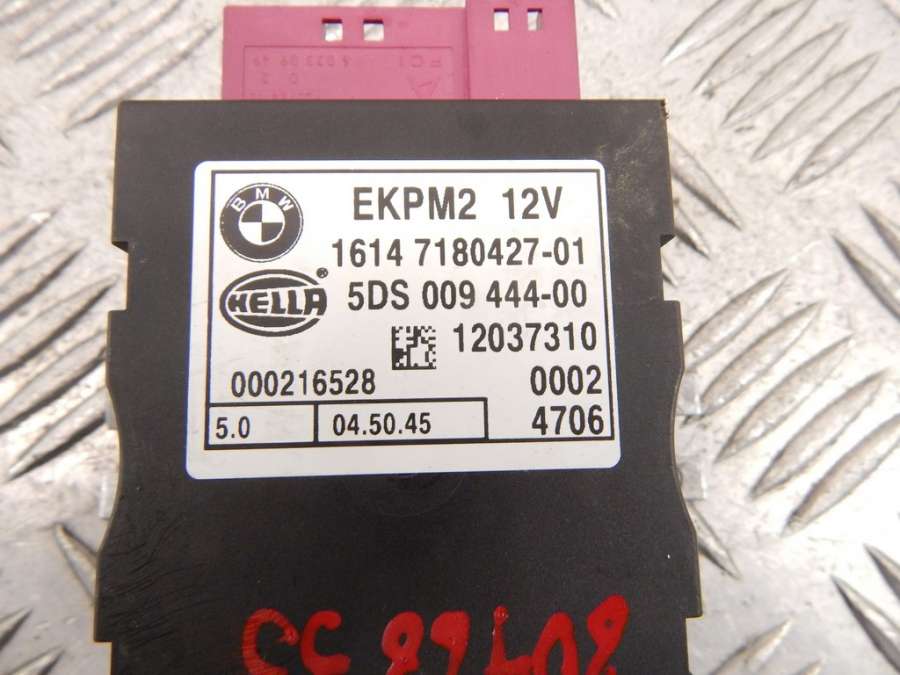 BMW
EKPM2 12V
1614 7180427-01
HELLA®
5DS 009 444-00
12037310
000216528
0002
5.0
04.50.45
4706